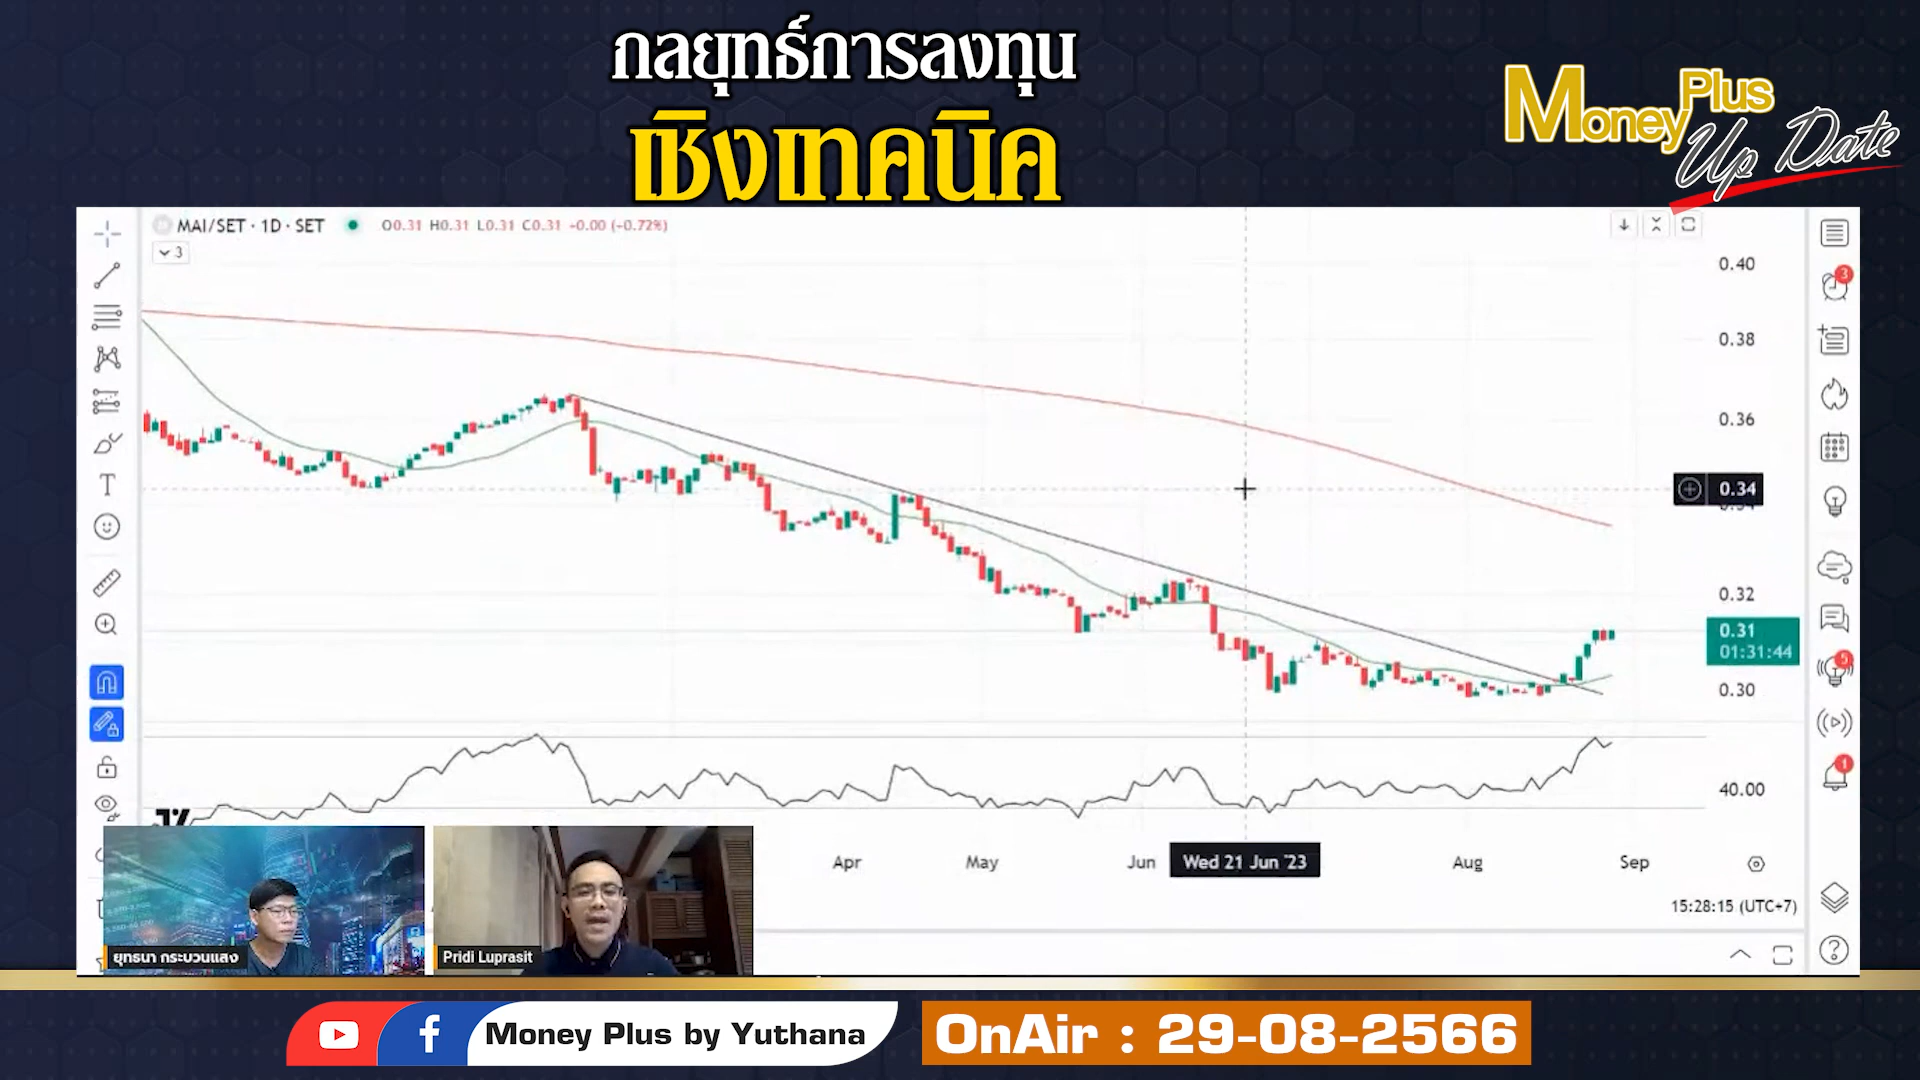 กลยุทธ์การลงทุน
เชิงเทคนิค
Money Plus
Up Date
MAI/SET · 1D · SET O0.31 H0.31 L0.31 C0.31 -0.00 (-0.72%)
3
0.40
3
0.38
0.36
0.34
0.32
0.31
01:31:44
0.30
5
1
40.00
Apr May Jun Wed 21 Jun '23 Aug Sep
15:28:15 (UTC+7)
ยุทธนา กระบวนแสง
Pridi Luprasit
Money Plus by Yuthana
OnAir : 29-08-2566